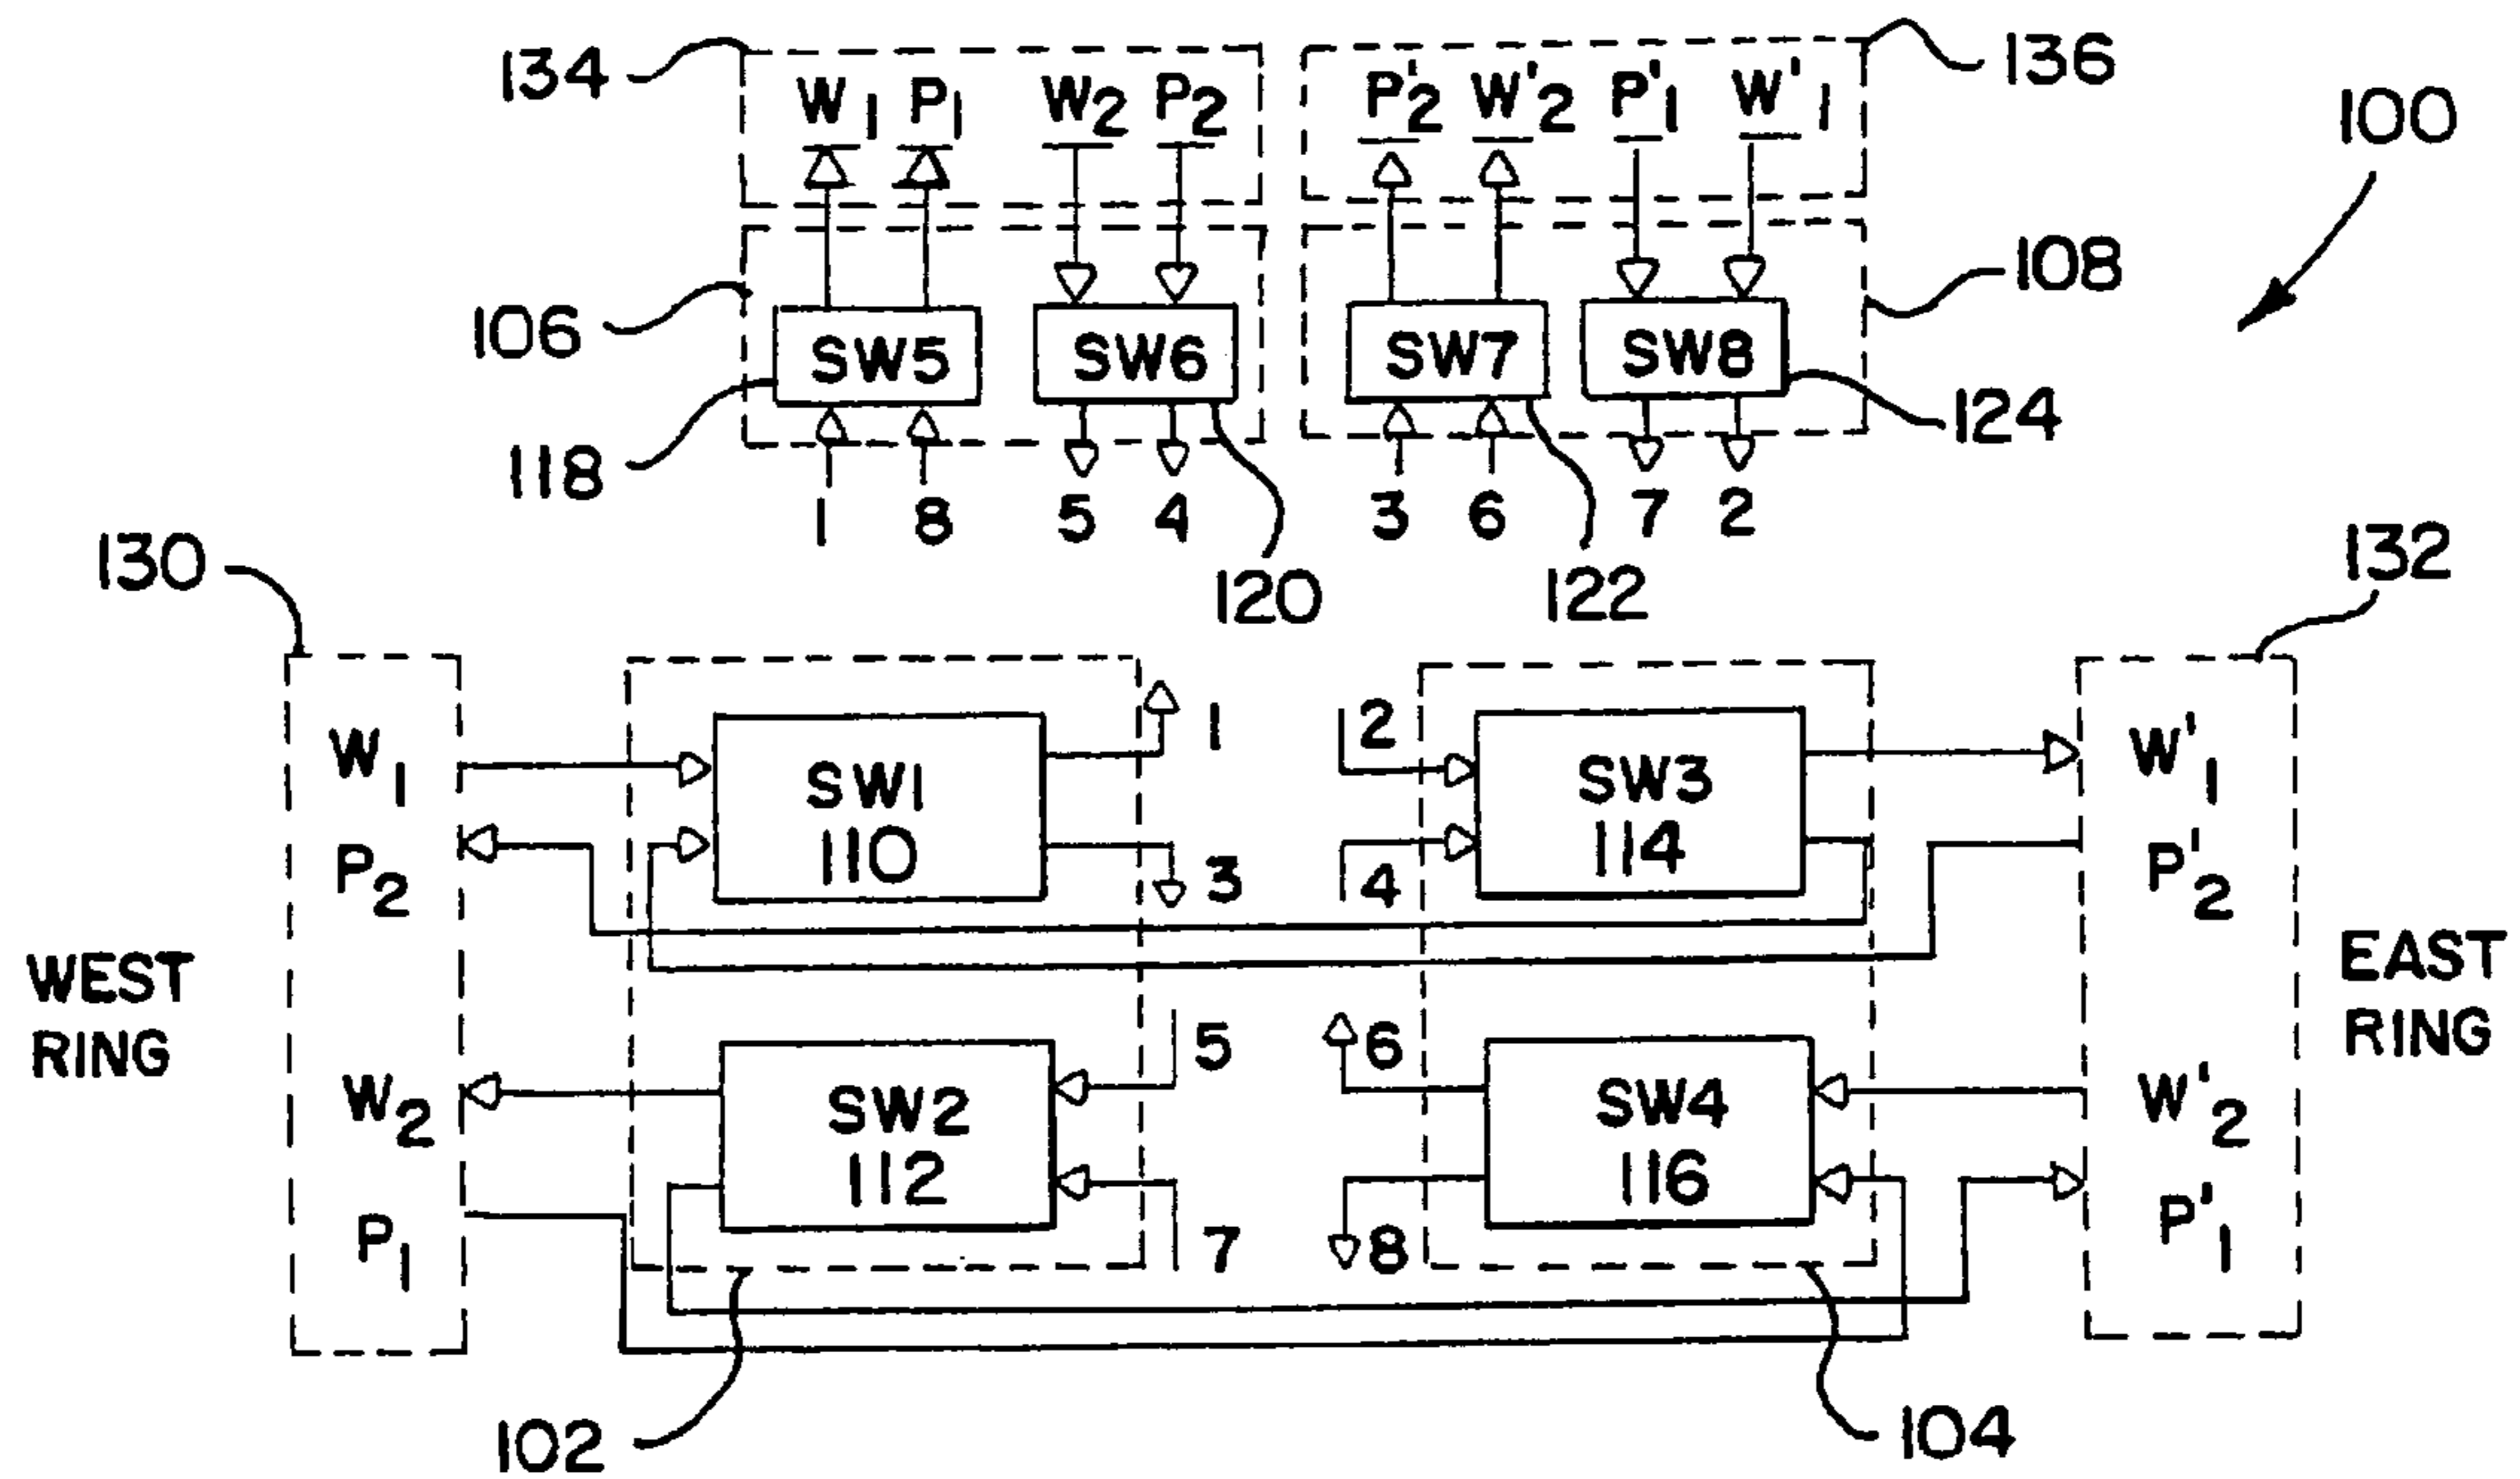 134 W1 P1 W2 P2 P'2 W'2 P'1 W'1 136
100
106 SW5 SW6 SW7 SW8 108
118 124
1 8 5 4 3 6 7 2
120 122
130 132
W1 SW1 110 1 2 SW3 114 W'1
P2 3 4 P'2
WEST RING EAST RING
W2 SW2 112 5 6 SW4 116 W'2
P1 7 8 P'1
102 104